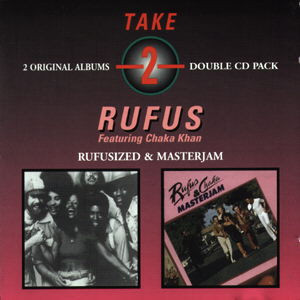 TAKE
2 ORIGINAL ALBUMS 2 DOUBLE CD PACK
RUFUS
Featuring Chaka Khan
RUFUSIZED & MASTERJAM
Rufus
& Chaka
MASTERJAM